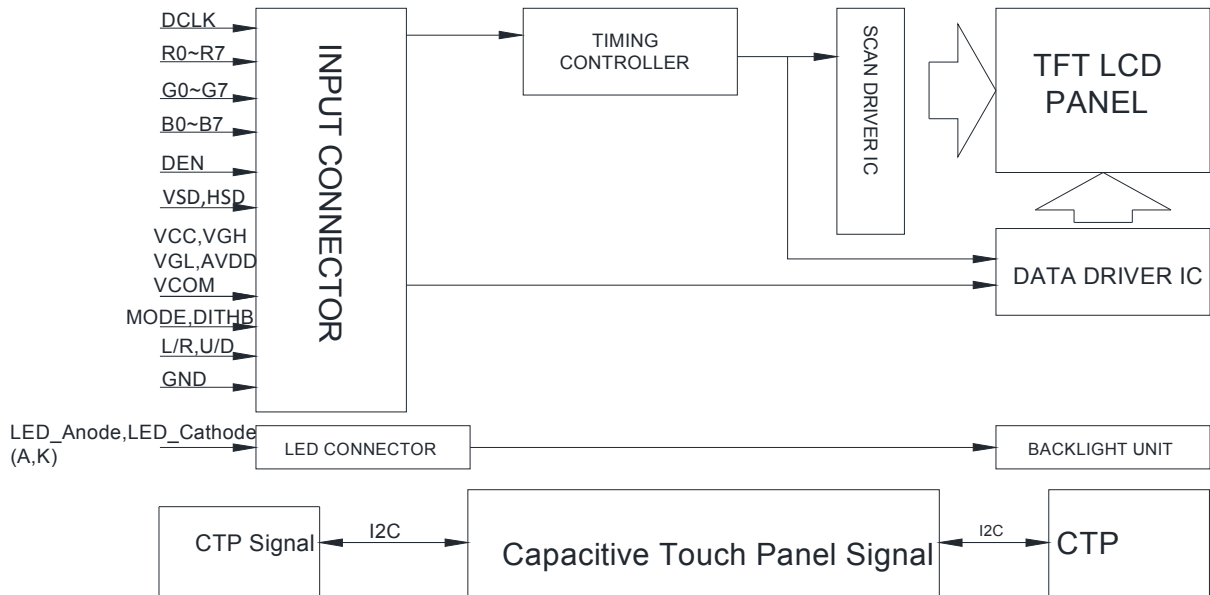 DCLK
R0~R7
G0~G7
B0~B7
DEN
VSD,HSD
VCC,VGH
VGL,AVDD
VCOM
MODE,DITHB
L/R,U/D
GND
INPUT CONNECTOR
TIMING
CONTROLLER
SCAN DRIVER IC
TFT LCD
PANEL
DATA DRIVER IC
LED_Anode,LED_Cathode
(A,K)
LED CONNECTOR
BACKLIGHT UNIT
CTP Signal
I2C
Capacitive Touch Panel Signal
I2C
CTP